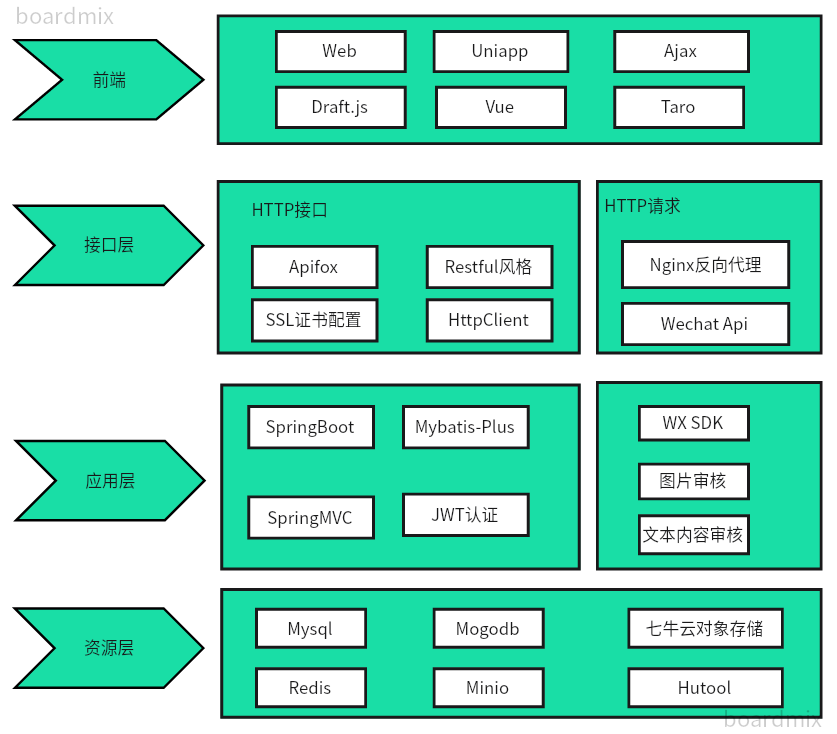 boardmix
前端
Web
Uniapp
Ajax
Draft.js
Vue
Taro
接口层
HTTP接口
Apifox
Restful风格
SSL证书配置
HttpClient
HTTP请求
Nginx反向代理
Wechat Api
应用层
SpringBoot
Mybatis-Plus
SpringMVC
JWT认证
WX SDK
图片审核
文本内容审核
资源层
Mysql
Mogodb
七牛云对象存储
Redis
Minio
Hutool
boardmix